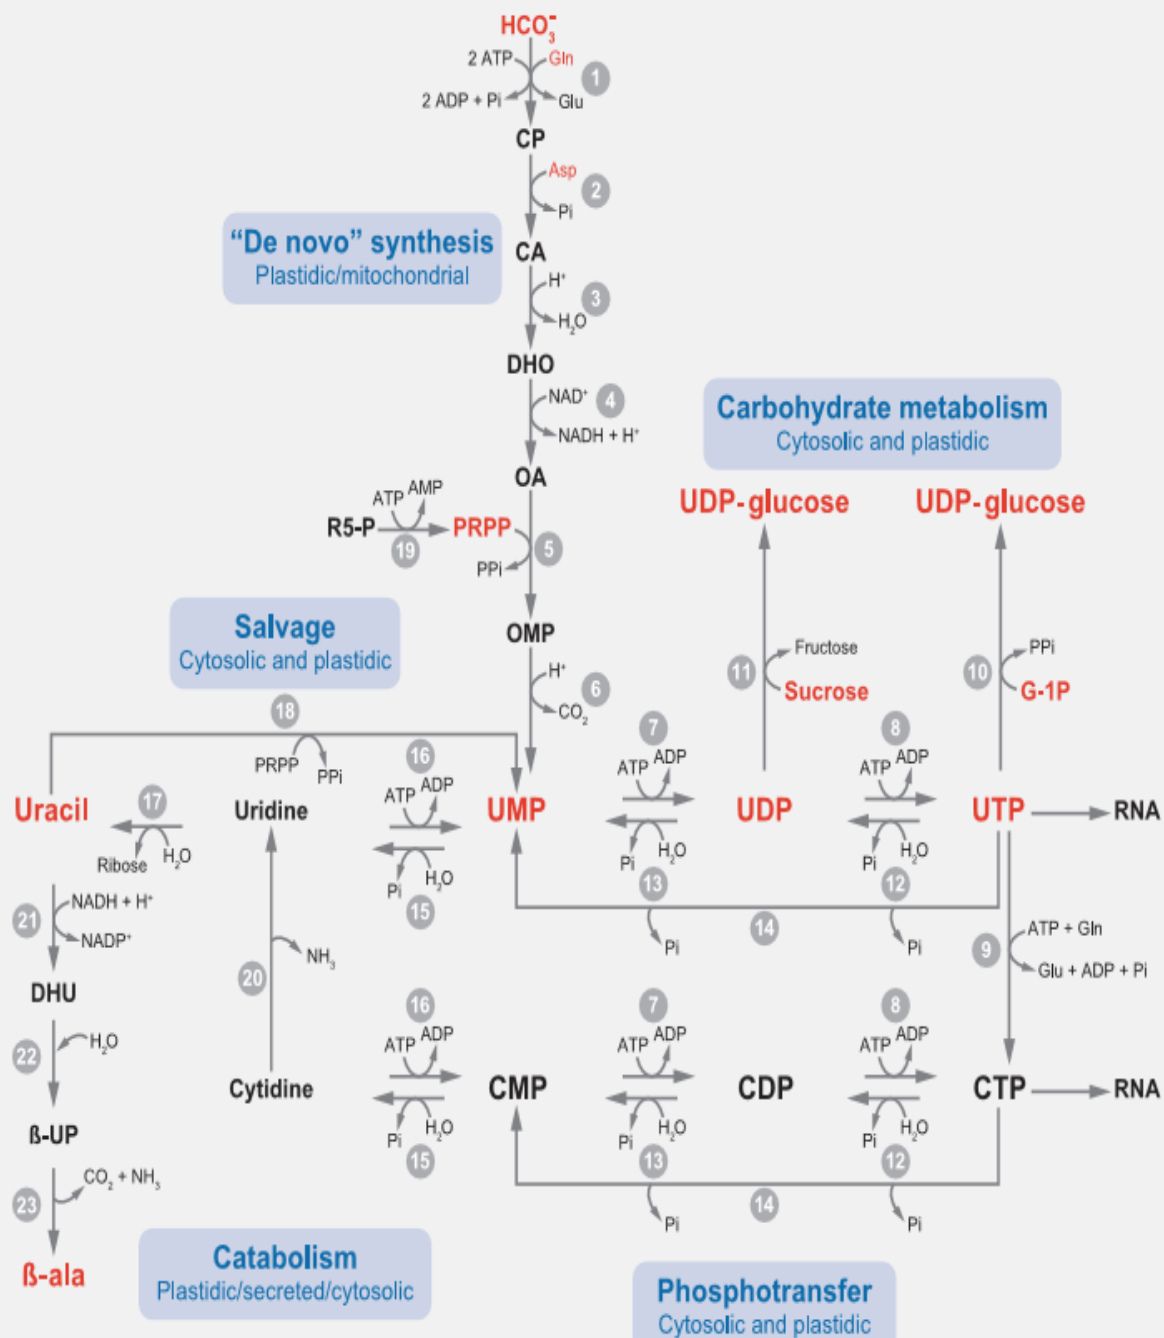 HCO₃⁻
2 ATP
Gln
1
2 ADP + Pi
Glu
CP
Asp
2
Pi
"De novo" synthesis
Plastidic/mitochondrial
CA
H⁺
3
H₂O
DHO
NAD⁺
4
NADH + H⁺
Carbohydrate metabolism
Cytosolic and plastidic
OA
ATP
AMP
R5-P
PRPP
19
5
PPi
UDP-glucose
UDP-glucose
Salvage
Cytosolic and plastidic
OMP
H⁺
6
CO₂
Fructose
11
Sucrose
PPi
10
G-1P
18
PRPP
PPi
16
ATP
ADP
7
ATP
ADP
8
ATP
ADP
Uracil
17
Ribose
H₂O
Uridine
UMP
UDP
UTP
RNA
Pi
H₂O
15
Pi
H₂O
13
Pi
H₂O
12
Pi
14
Pi
21
NADH + H⁺
NADP⁺
20
NH₃
9
ATP + Gln
Glu + ADP + Pi
DHU
16
ATP
ADP
7
ATP
ADP
8
ATP
ADP
22
H₂O
Cytidine
CMP
CDP
CTP
RNA
ß-UP
Pi
H₂O
15
Pi
H₂O
13
Pi
H₂O
12
23
CO₂ + NH₃
Pi
14
Pi
ß-ala
Catabolism
Plastidic/secreted/cytosolic
Phosphotransfer
Cytosolic and plastidic